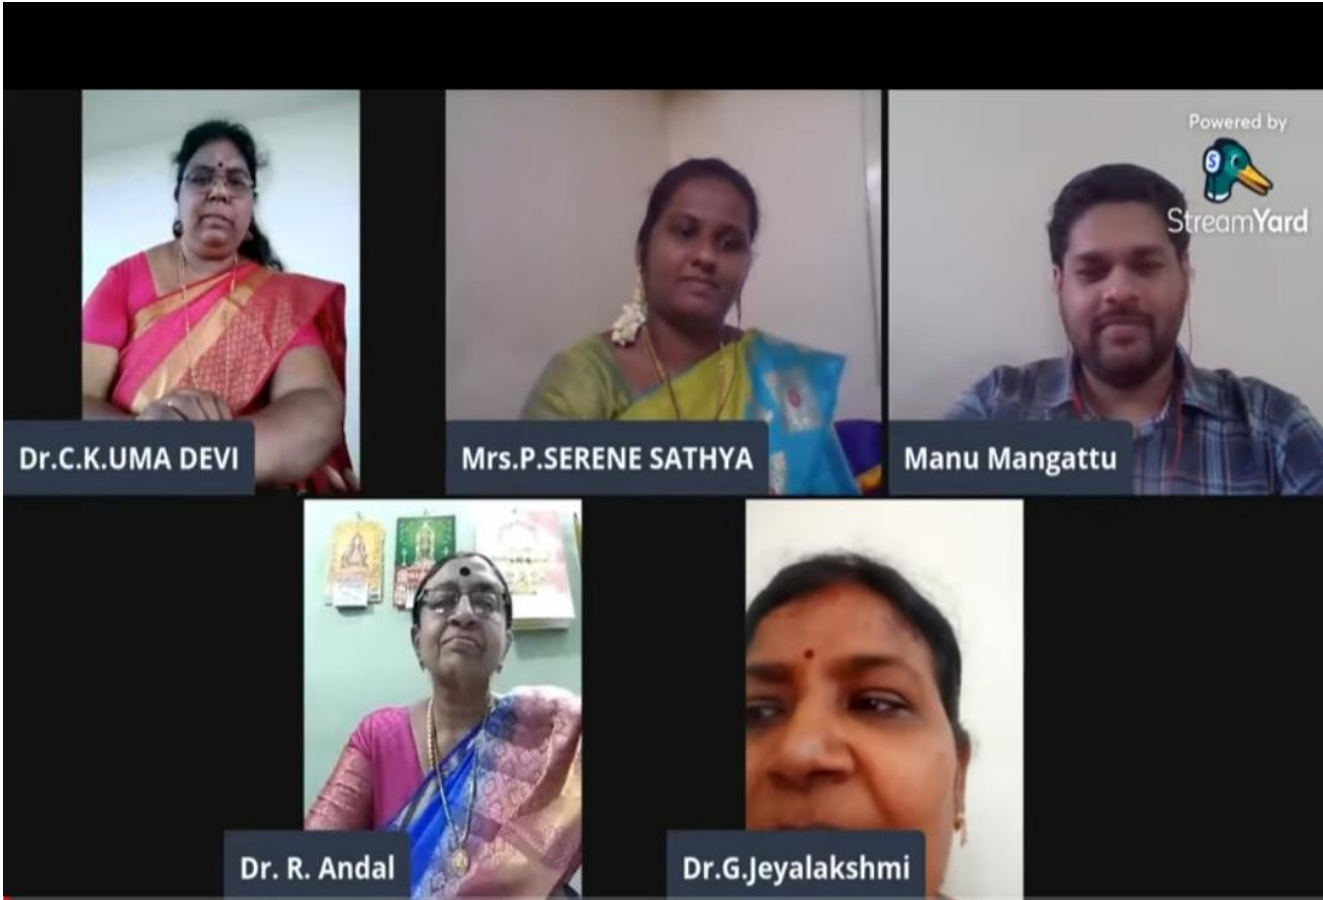 Powered by
S
StreamYard
Dr.C.K.UMA DEVI
Mrs.P.SERENE SATHYA
Manu Mangattu
Dr. R. Andal
Dr.G.Jeyalakshmi